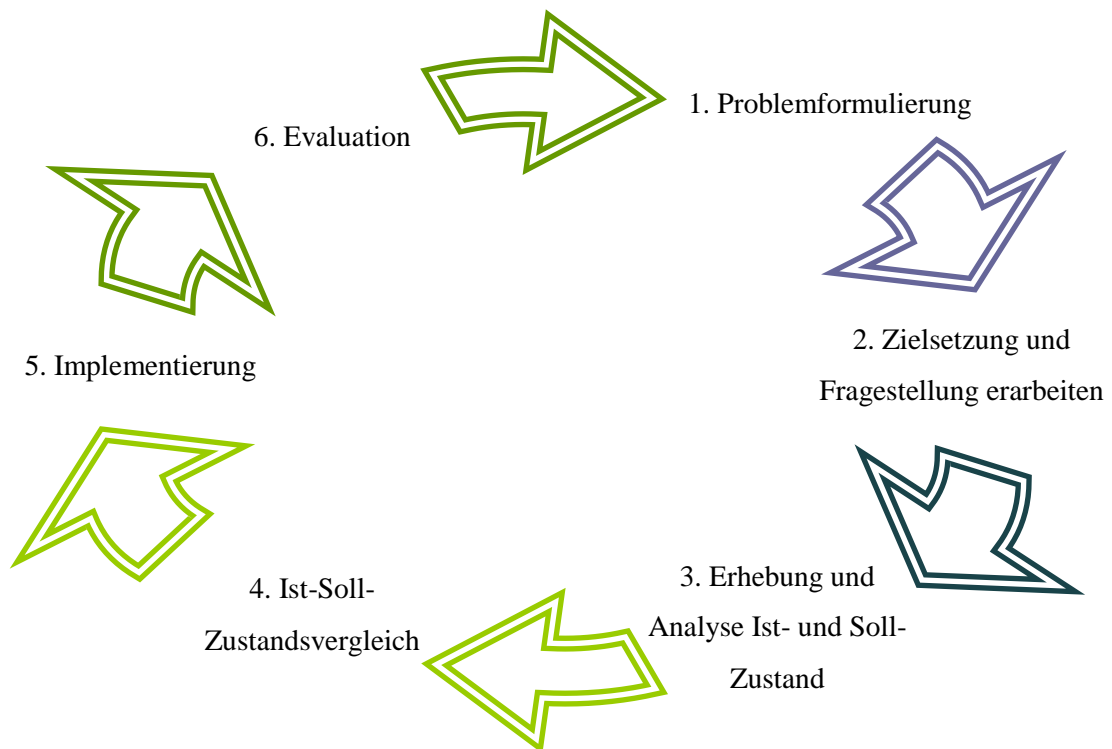 1. Problemformulierung
2. Zielsetzung und
Fragestellung erarbeiten
3. Erhebung und
Analyse Ist- und Soll-
Zustand
4. Ist-Soll-
Zustandsvergleich
5. Implementierung
6. Evaluation